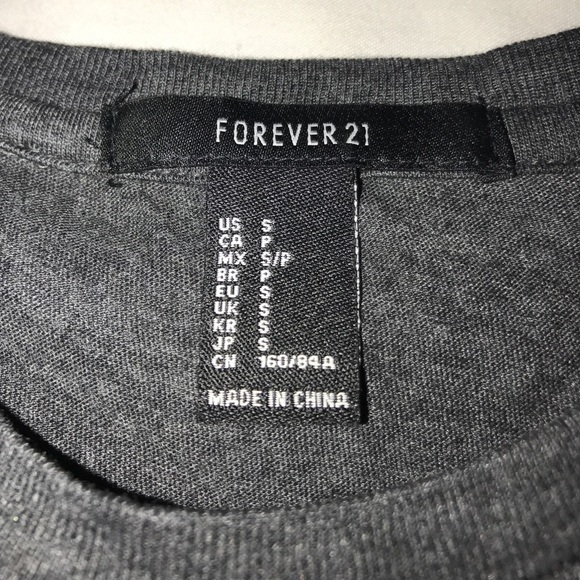 FOREVER 21
US S
CA P
MX S/P
BR P
EU S
UK S
KR S
JP S
CN 160/84A
MADE IN CHINA